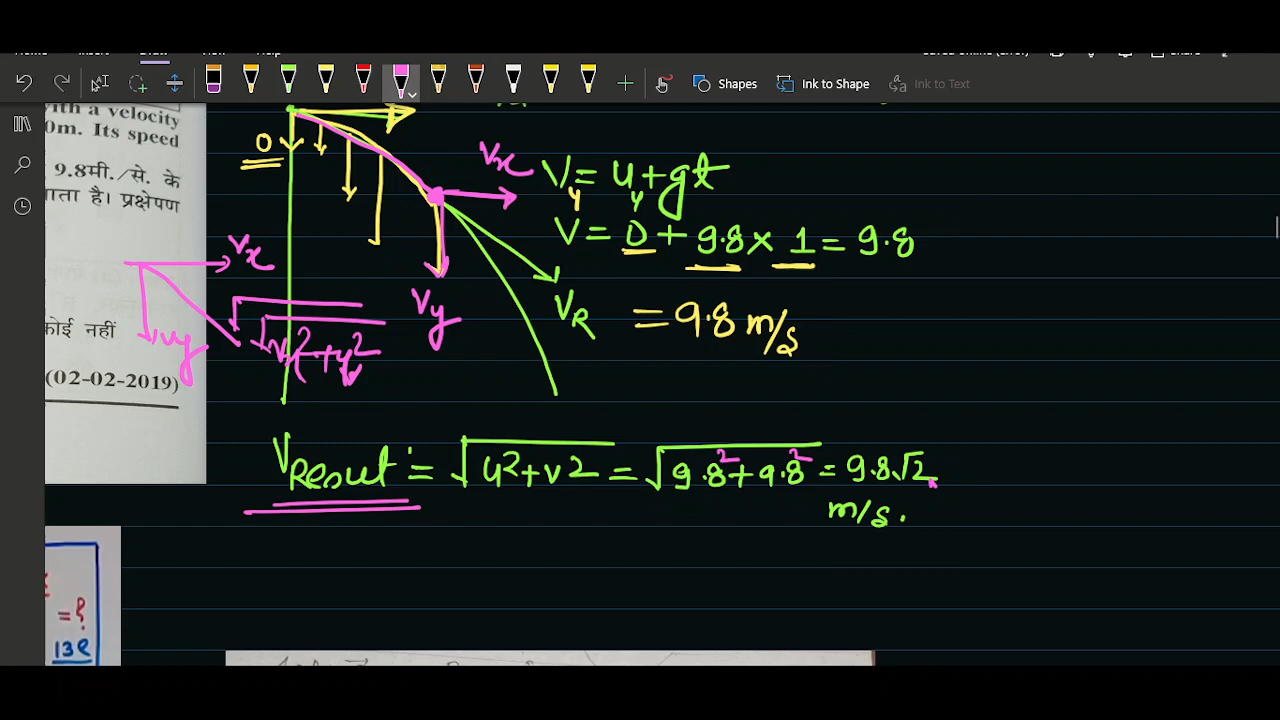 Shapes
Ink to Shape
Ink to Text
with a velocity
0m. Its speed
9.8मी./से. के
गाता है। प्रक्षेपण
कोई नहीं
(02-02-2019)
0
Vx
Vy = uy + gt
V = 0 + 9.8 × 1 = 9.8
= 9.8 m/s
Vx
Vy
VR
Vy
VResult = √u2+v2 = √9.8²+9.8² = 9.8√2
m/s.
= ?